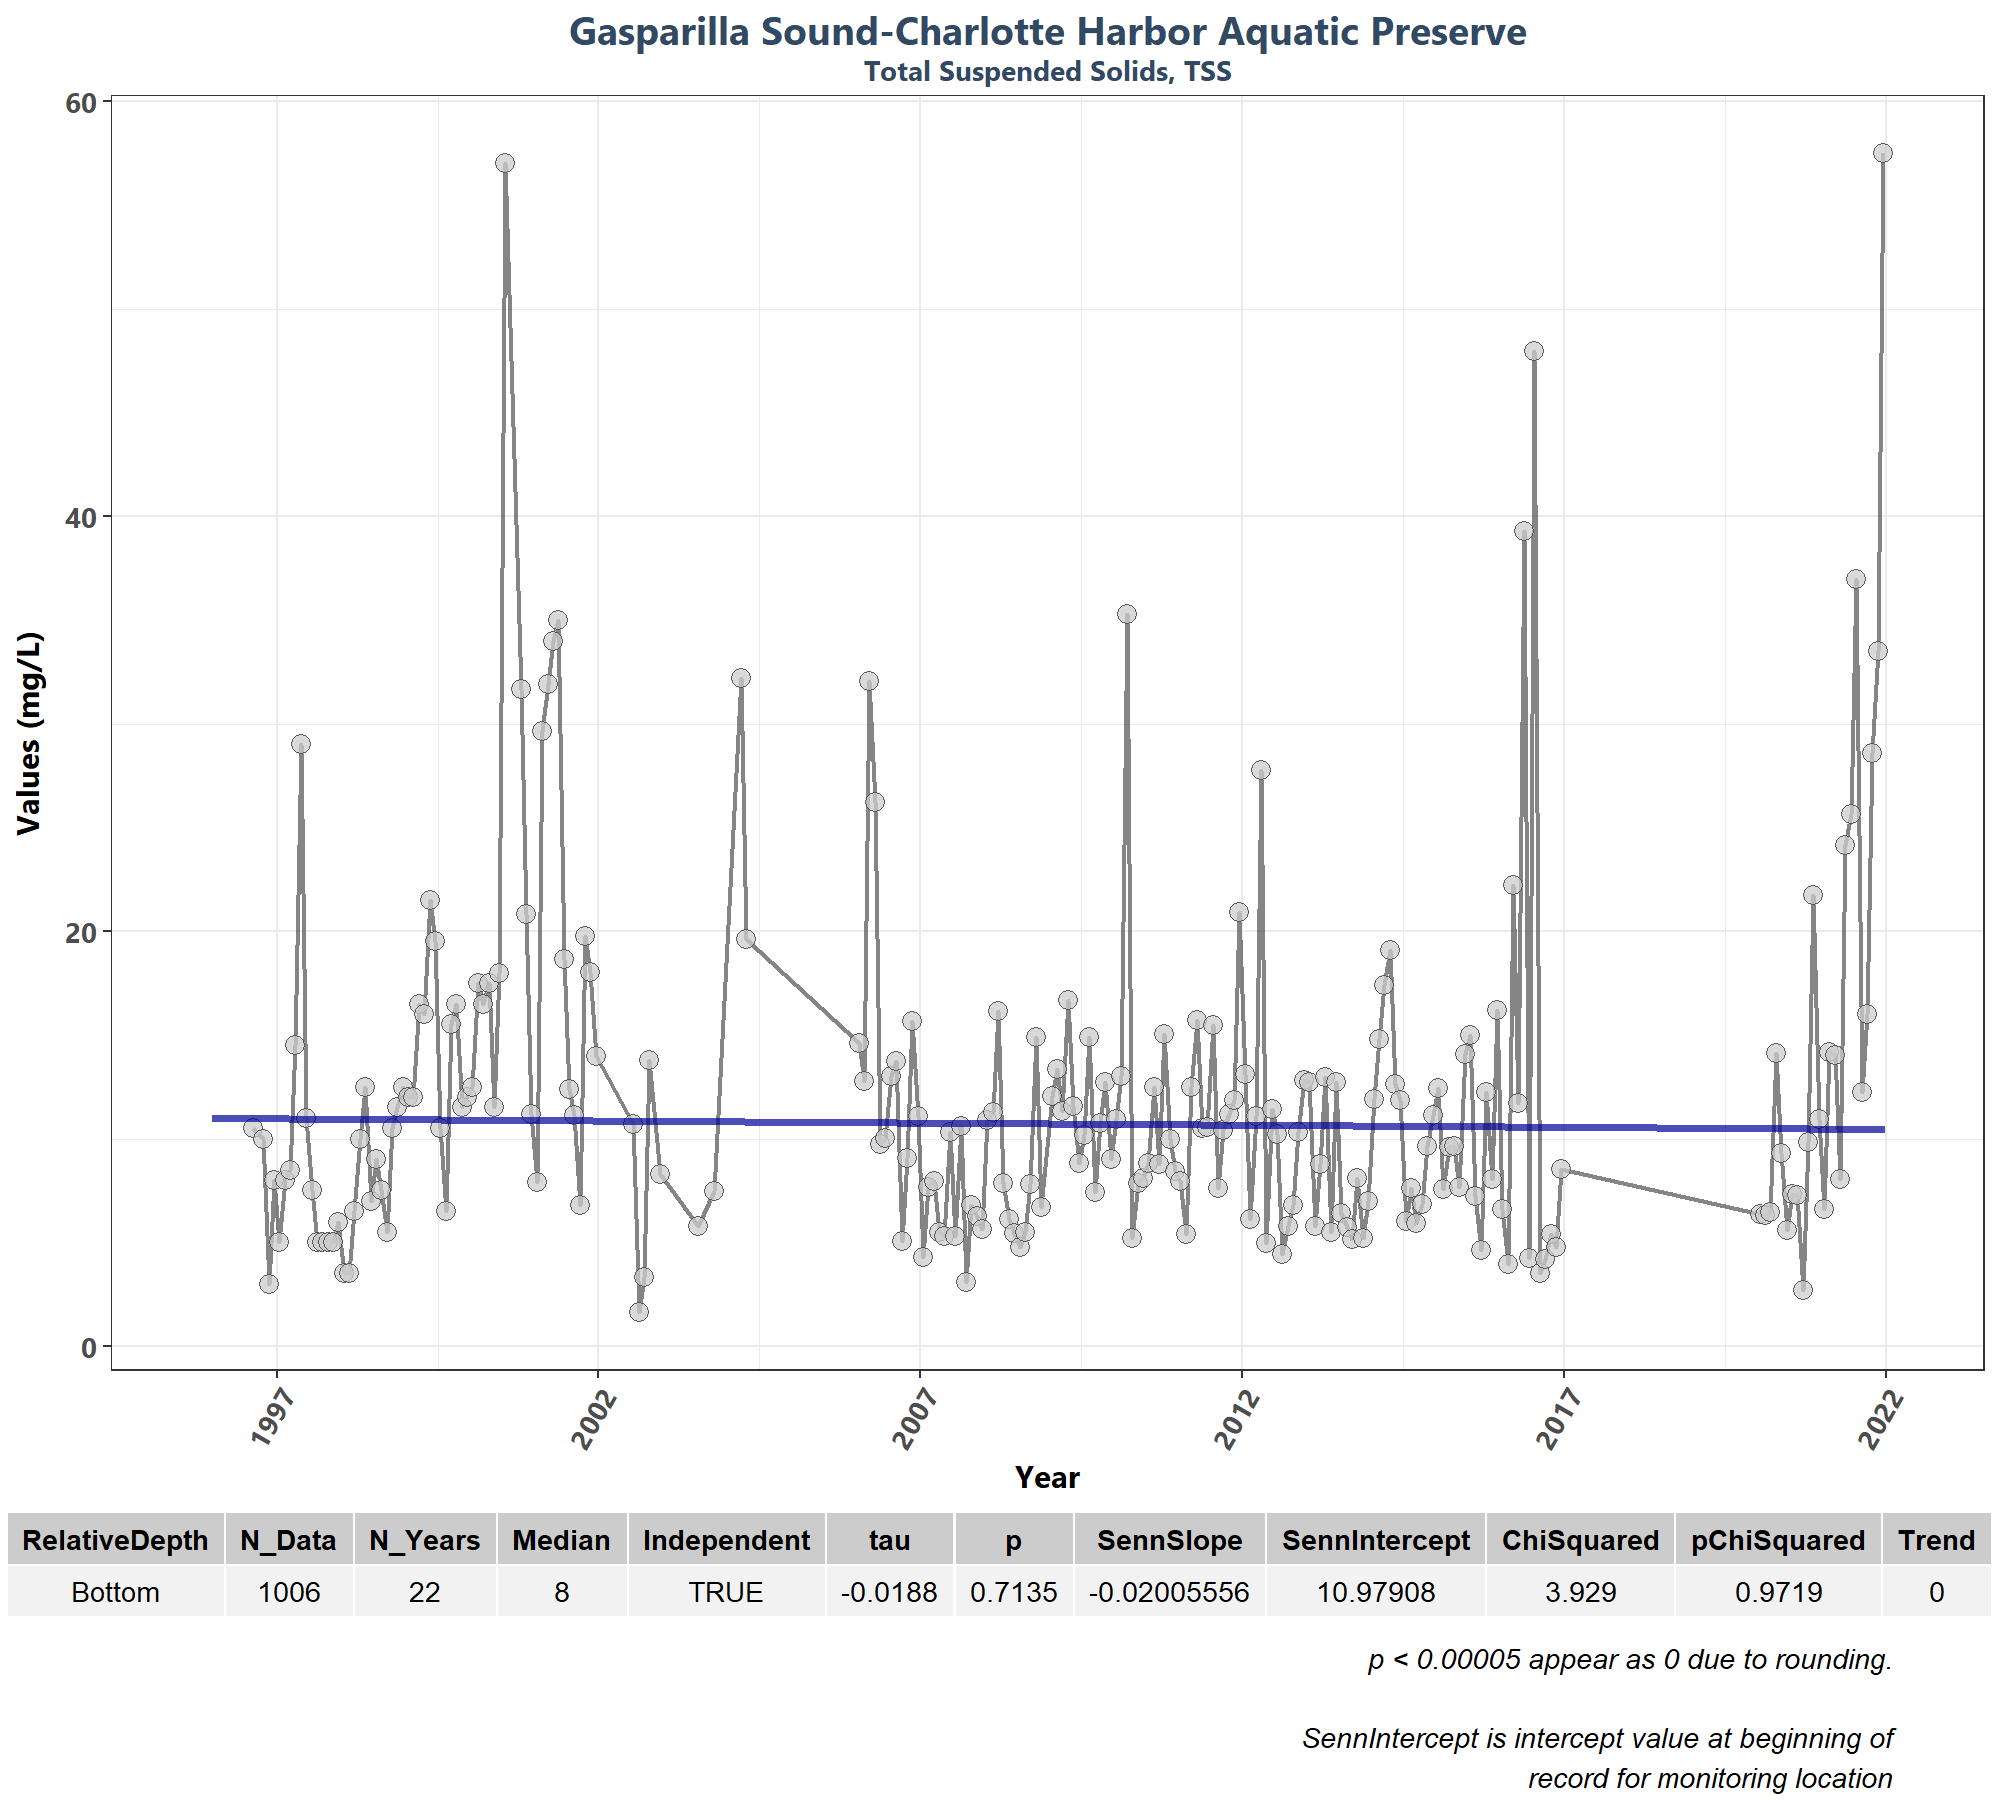 Gasparilla Sound-Charlotte Harbor Aquatic Preserve
Total Suspended Solids, TSS
60
40
20
0
Values (mg/L)
1997
2002
2007
2012
2017
2022
Year
RelativeDepth N_Data N_Years Median Independent tau p SennSlope SennIntercept ChiSquared pChiSquared Trend
Bottom 1006 22 8 TRUE -0.0188 0.7135 -0.02005556 10.97908 3.929 0.9719 0
p < 0.00005 appear as 0 due to rounding.
SennIntercept is intercept value at beginning of
record for monitoring location